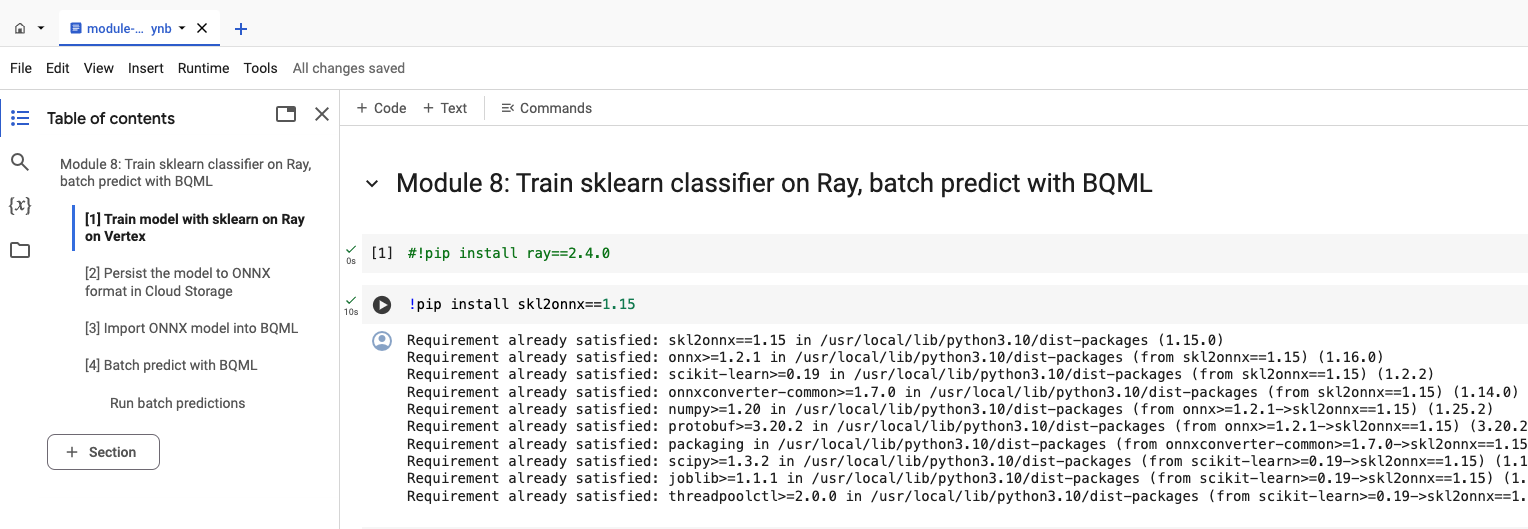 module-... ynb
File Edit View Insert Runtime Tools All changes saved
Table of contents
Module 8: Train sklearn classifier on Ray,
batch predict with BQML
[1] Train model with sklearn on Ray
on Vertex
[2] Persist the model to ONNX
format in Cloud Storage
[3] Import ONNX model into BQML
[4] Batch predict with BQML
Run batch predictions
+ Section
+ Code + Text Commands
Module 8: Train sklearn classifier on Ray, batch predict with BQML
0s [1] #!pip install ray==2.4.0
10s !pip install skl2onnx==1.15
Requirement already satisfied: skl2onnx==1.15 in /usr/local/lib/python3.10/dist-packages (1.15.0)
Requirement already satisfied: onnx>=1.2.1 in /usr/local/lib/python3.10/dist-packages (from skl2onnx==1.15) (1.16.0)
Requirement already satisfied: scikit-learn>=0.19 in /usr/local/lib/python3.10/dist-packages (from skl2onnx==1.15) (1.2.2)
Requirement already satisfied: onnxconverter-common>=1.7.0 in /usr/local/lib/python3.10/dist-packages (from skl2onnx==1.15) (1.14.0)
Requirement already satisfied: numpy>=1.20 in /usr/local/lib/python3.10/dist-packages (from onnx>=1.2.1->skl2onnx==1.15) (1.25.2)
Requirement already satisfied: protobuf>=3.20.2 in /usr/local/lib/python3.10/dist-packages (from onnx>=1.2.1->skl2onnx==1.15) (3.20.2
Requirement already satisfied: packaging in /usr/local/lib/python3.10/dist-packages (from onnxconverter-common>=1.7.0->skl2onnx==1.15
Requirement already satisfied: scipy>=1.3.2 in /usr/local/lib/python3.10/dist-packages (from scikit-learn>=0.19->skl2onnx==1.15) (1.1
Requirement already satisfied: joblib>=1.1.1 in /usr/local/lib/python3.10/dist-packages (from scikit-learn>=0.19->skl2onnx==1.15) (1.
Requirement already satisfied: threadpoolctl>=2.0.0 in /usr/local/lib/python3.10/dist-packages (from scikit-learn>=0.19->skl2onnx==1.